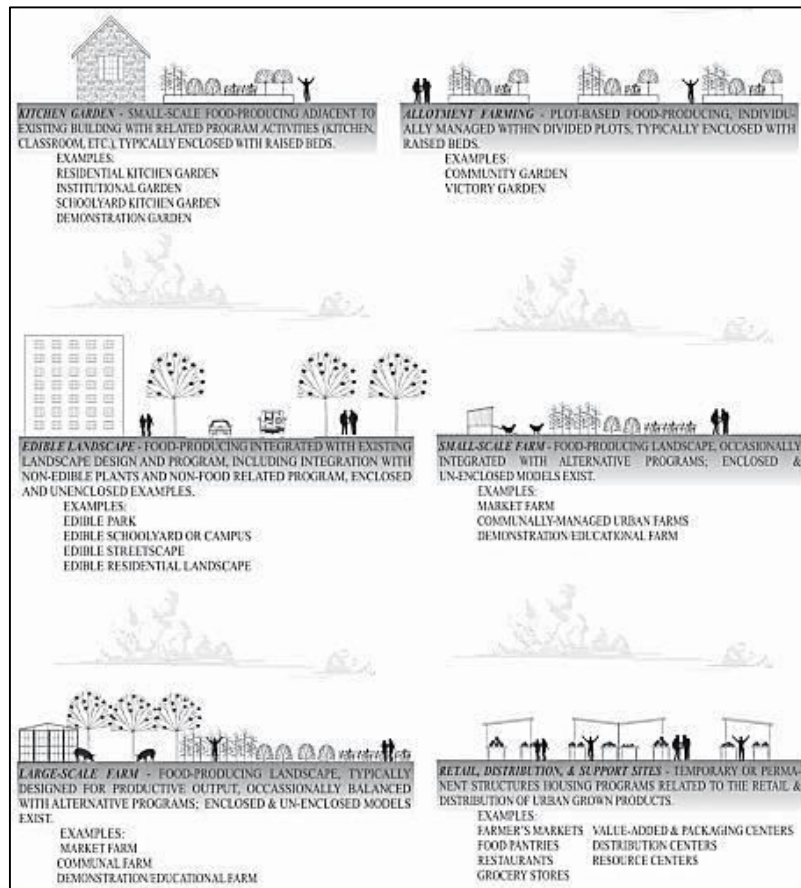 KITCHEN GARDEN - SMALL-SCALE FOOD-PRODUCING ADJACENT TO
EXISTING BUILDING WITH RELATED PROGRAM ACTIVITIES (KITCHEN,
CLASSROOM, ETC.), TYPICALLY ENCLOSED WITH RAISED BEDS.
EXAMPLES:
RESIDENTIAL KITCHEN GARDEN
INSTITUTIONAL GARDEN
SCHOOLYARD KITCHEN GARDEN
DEMONSTRATION GARDEN
ALLOTMENT FARMING - PLOT-BASED FOOD-PRODUCING, INDIVIDU-
ALLY MANAGED WITHIN DIVIDED PLOTS; TYPICALLY ENCLOSED WITH
RAISED BEDS.
EXAMPLES:
COMMUNITY GARDEN
VICTORY GARDEN
EDIBLE LANDSCAPE - FOOD-PRODUCING INTEGRATED WITH EXISTING
LANDSCAPE DESIGN AND PROGRAM, INCLUDING INTEGRATION WITH
NON-EDIBLE PLANTS AND NON-FOOD RELATED PROGRAM, ENCLOSED
AND UNENCLOSED EXAMPLES.
EXAMPLES:
EDIBLE PARK
EDIBLE SCHOOLYARD OR CAMPUS
EDIBLE STREETSCAPE
EDIBLE RESIDENTIAL LANDSCAPE
SMALL-SCALE FARM - FOOD-PRODUCING LANDSCAPE, OCCASIONALLY
INTEGRATED WITH ALTERNATIVE PROGRAMS; ENCLOSED &
UN-ENCLOSED MODELS EXIST.
EXAMPLES:
MARKET FARM
COMMUNALLY-MANAGED URBAN FARMS
DEMONSTRATION/EDUCATIONAL FARM
LARGE-SCALE FARM - FOOD-PRODUCING LANDSCAPE, TYPICALLY
DESIGNED FOR PRODUCTIVE OUTPUT, OCCASSIONALLY BALANCED
WITH ALTERNATIVE PROGRAMS; ENCLOSED & UN-ENCLOSED MODELS
EXIST.
EXAMPLES:
MARKET FARM
COMMUNAL FARM
DEMONSTRATION/EDUCATIONAL FARM
RETAIL, DISTRIBUTION, & SUPPORT SITES - TEMPORARY OR PERMA-
NENT STRUCTURES HOUSING PROGRAMS RELATED TO THE RETAIL &
DISTRIBUTION OF URBAN GROWN PRODUCTS.
EXAMPLES:
FARMER'S MARKETS VALUE-ADDED & PACKAGING CENTERS
FOOD PANTRIES DISTRIBUTION CENTERS
RESTAURANTS RESOURCE CENTERS
GROCERY STORES